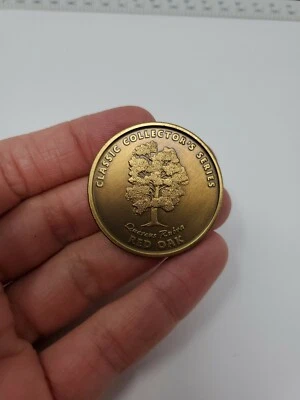 CLASSIC COLLECTOR'S SERIES
Quercus Rubra
RED OAK